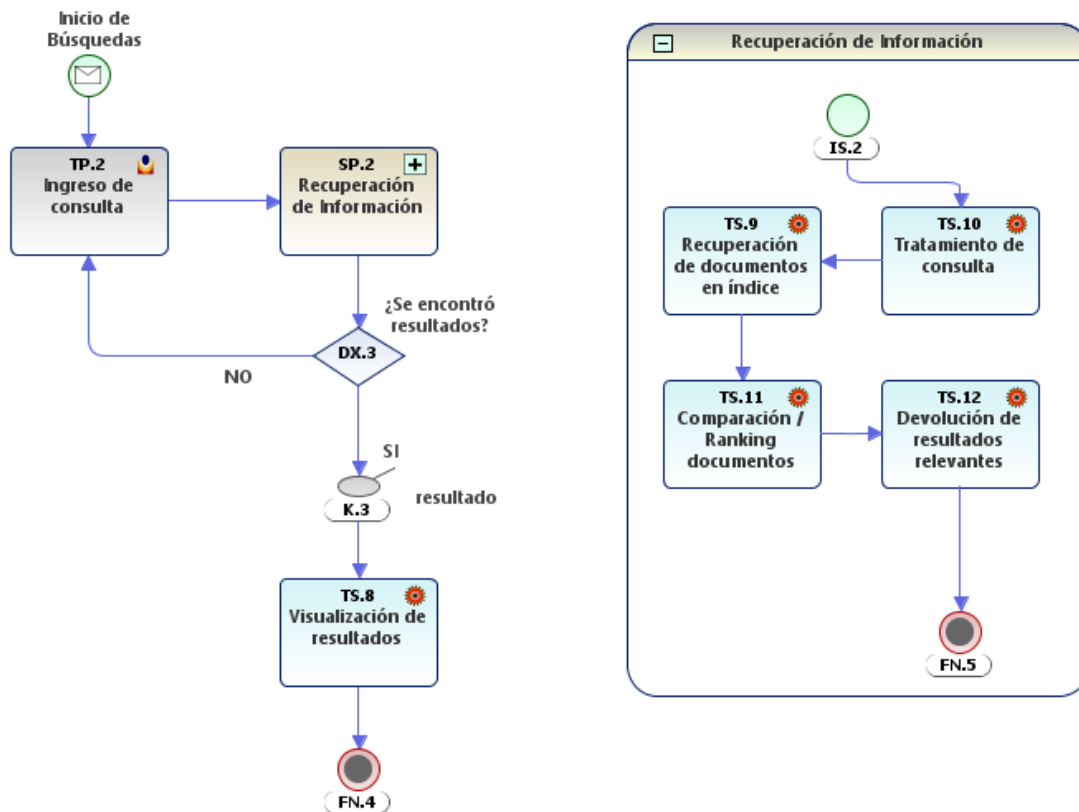 Inicio de
Búsquedas
TP.2
Ingreso de
consulta
SP.2
Recuperación
de Información
¿Se encontró
resultados?
DX.3
NO
SI
resultado
K.3
TS.8
Visualización de
resultados
FN.4
Recuperación de Información
IS.2
TS.9
Recuperación
de documentos
en índice
TS.10
Tratamiento de
consulta
TS.11
Comparación /
Ranking
documentos
TS.12
Devolución de
resultados
relevantes
FN.5